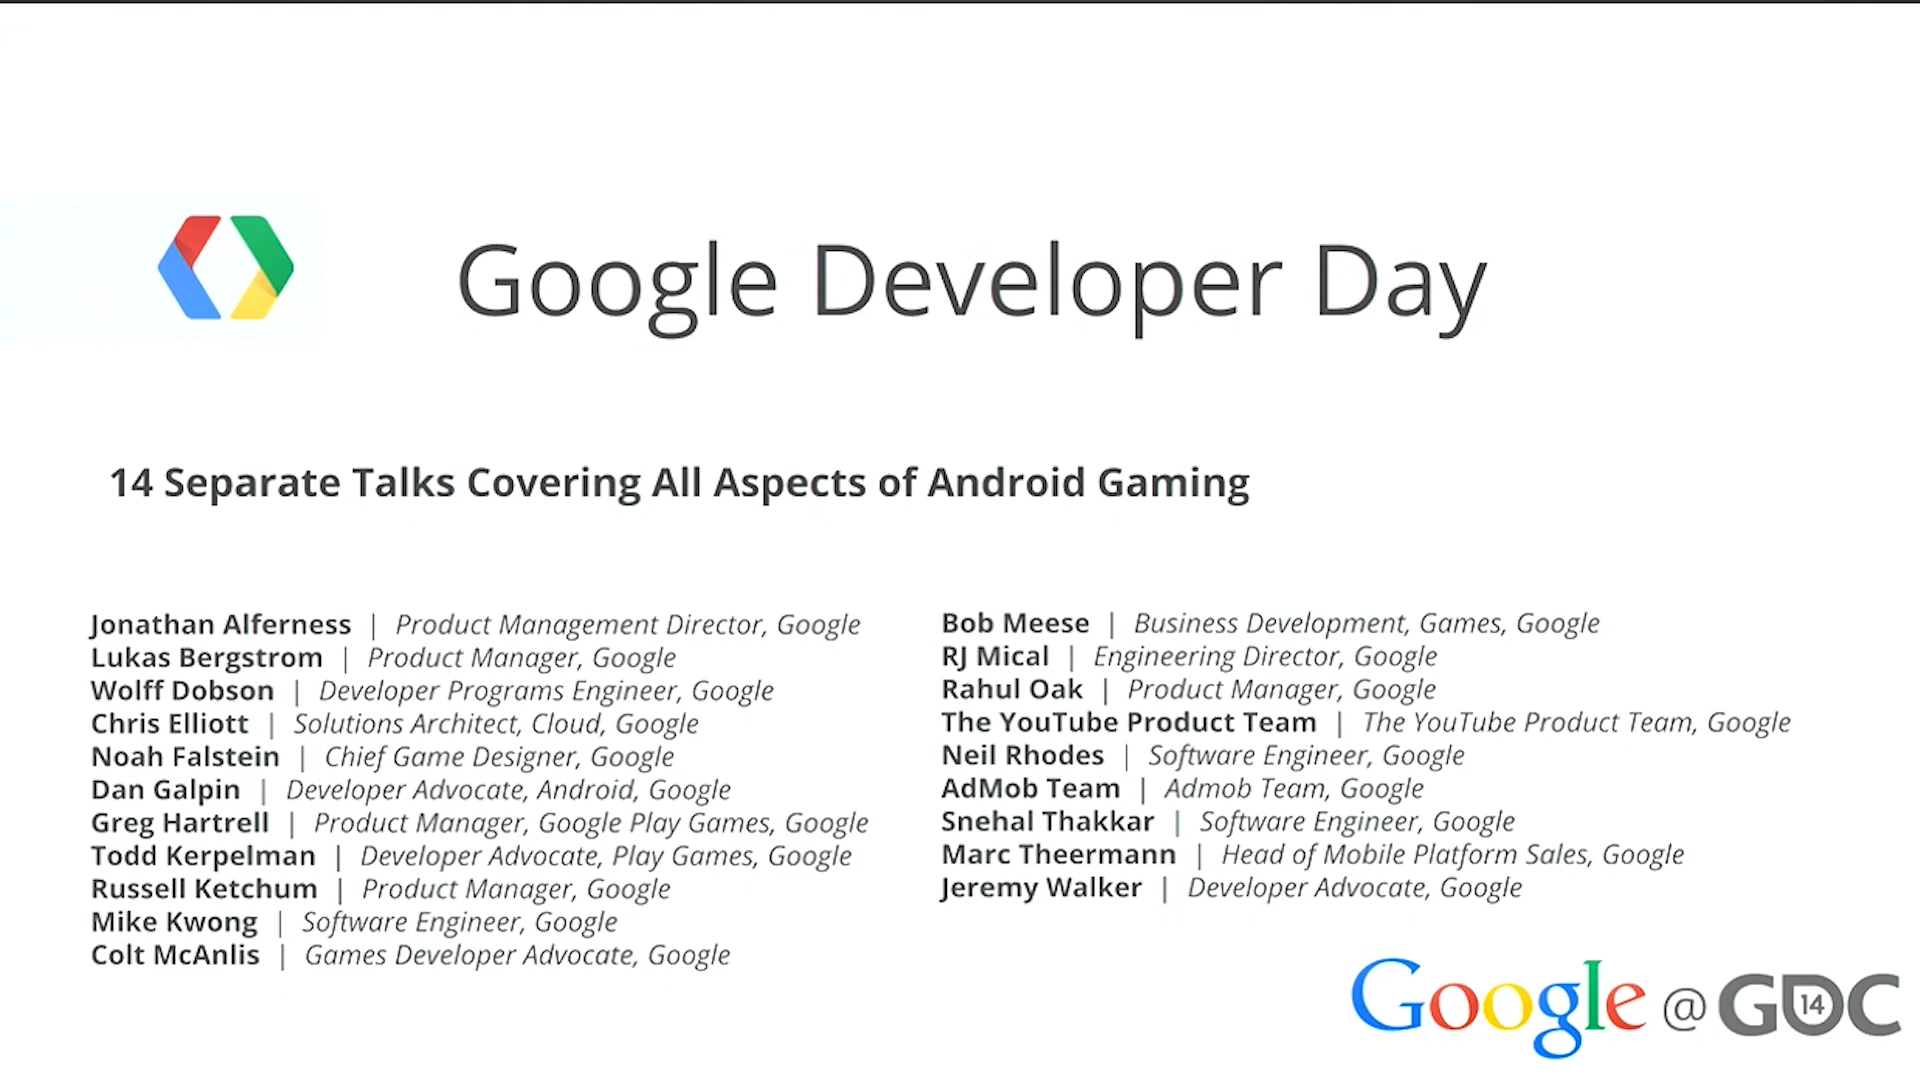 Google Developer Day
14 Separate Talks Covering All Aspects of Android Gaming
Jonathan Alferness | Product Management Director, Google
Lukas Bergstrom | Product Manager, Google
Wolff Dobson | Developer Programs Engineer, Google
Chris Elliott | Solutions Architect, Cloud, Google
Noah Falstein | Chief Game Designer, Google
Dan Galpin | Developer Advocate, Android, Google
Greg Hartrell | Product Manager, Google Play Games, Google
Todd Kerpelman | Developer Advocate, Play Games, Google
Russell Ketchum | Product Manager, Google
Mike Kwong | Software Engineer, Google
Colt McAnlis | Games Developer Advocate, Google
Bob Meese | Business Development, Games, Google
RJ Mical | Engineering Director, Google
Rahul Oak | Product Manager, Google
The YouTube Product Team | The YouTube Product Team, Google
Neil Rhodes | Software Engineer, Google
AdMob Team | Admob Team, Google
Snehal Thakkar | Software Engineer, Google
Marc Theermann | Head of Mobile Platform Sales, Google
Jeremy Walker | Developer Advocate, Google
Google @ GDC 14